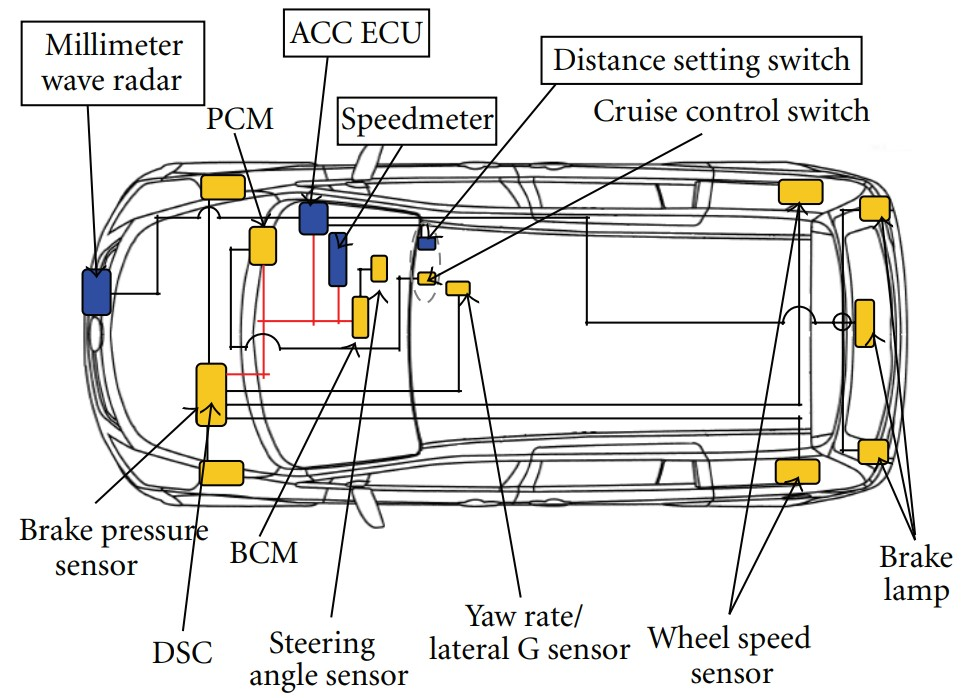 Millimeter
wave radar
ACC ECU
Distance setting switch
PCM
Speedmeter
Cruise control switch
Brake pressure
sensor
BCM
DSC
Steering
angle sensor
Yaw rate/
lateral G sensor
Wheel speed
sensor
Brake
lamp